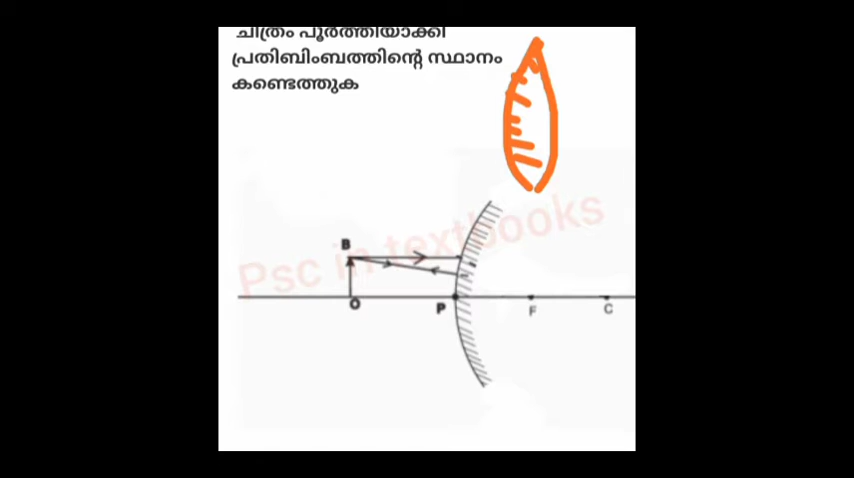 ചിത്രം പൂർത്തിയാക്കി
പ്രതിബിംബത്തിന്റെ സ്ഥാനം
കണ്ടെത്തുക
Psc in textbooks
B
O
P
F
C